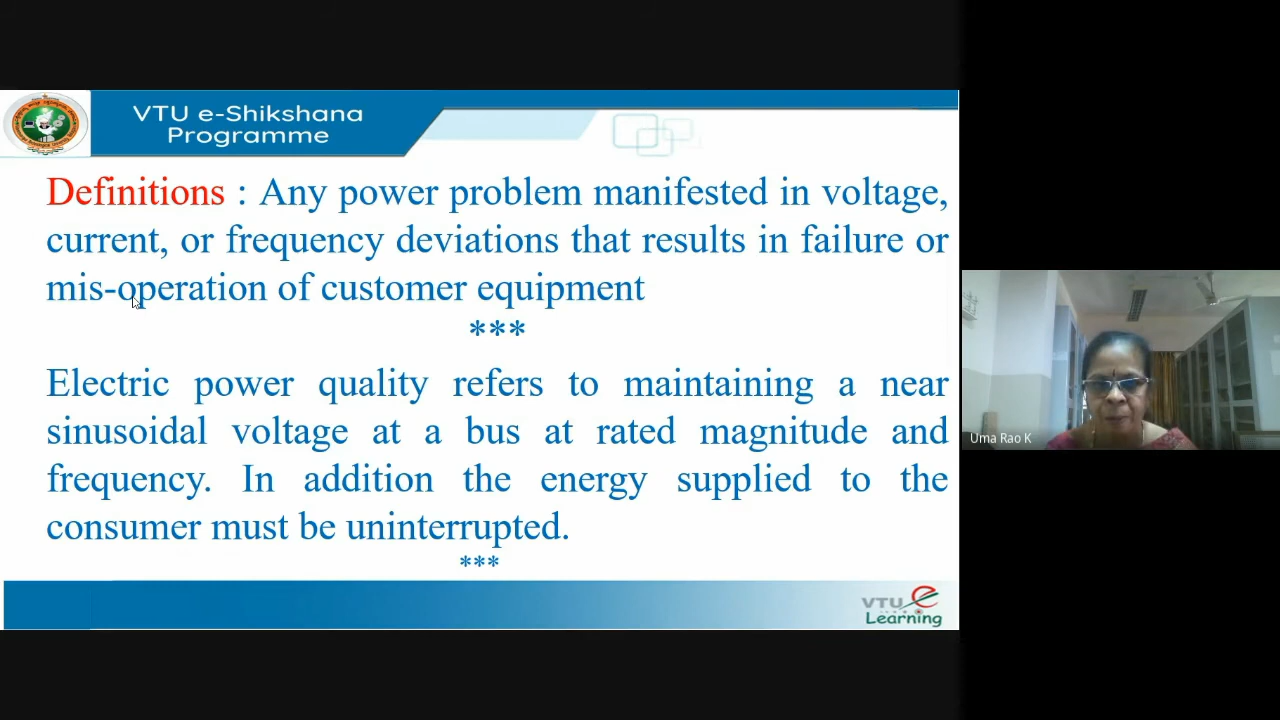 VTU e-Shikshana
Programme
Definitions : Any power problem manifested in voltage,
current, or frequency deviations that results in failure or
mis-operation of customer equipment
***
Electric power quality refers to maintaining a near
sinusoidal voltage at a bus at rated magnitude and
frequency. In addition the energy supplied to the
consumer must be uninterrupted.
***
VTU e
Learning
Uma Rao K